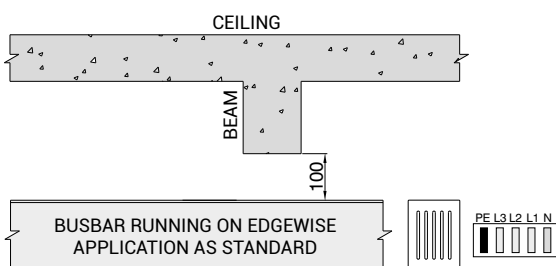 CEILING
BEAM
100
BUSBAR RUNNING ON EDGEWISE
APPLICATION AS STANDARD
PE L3 L2 L1 N